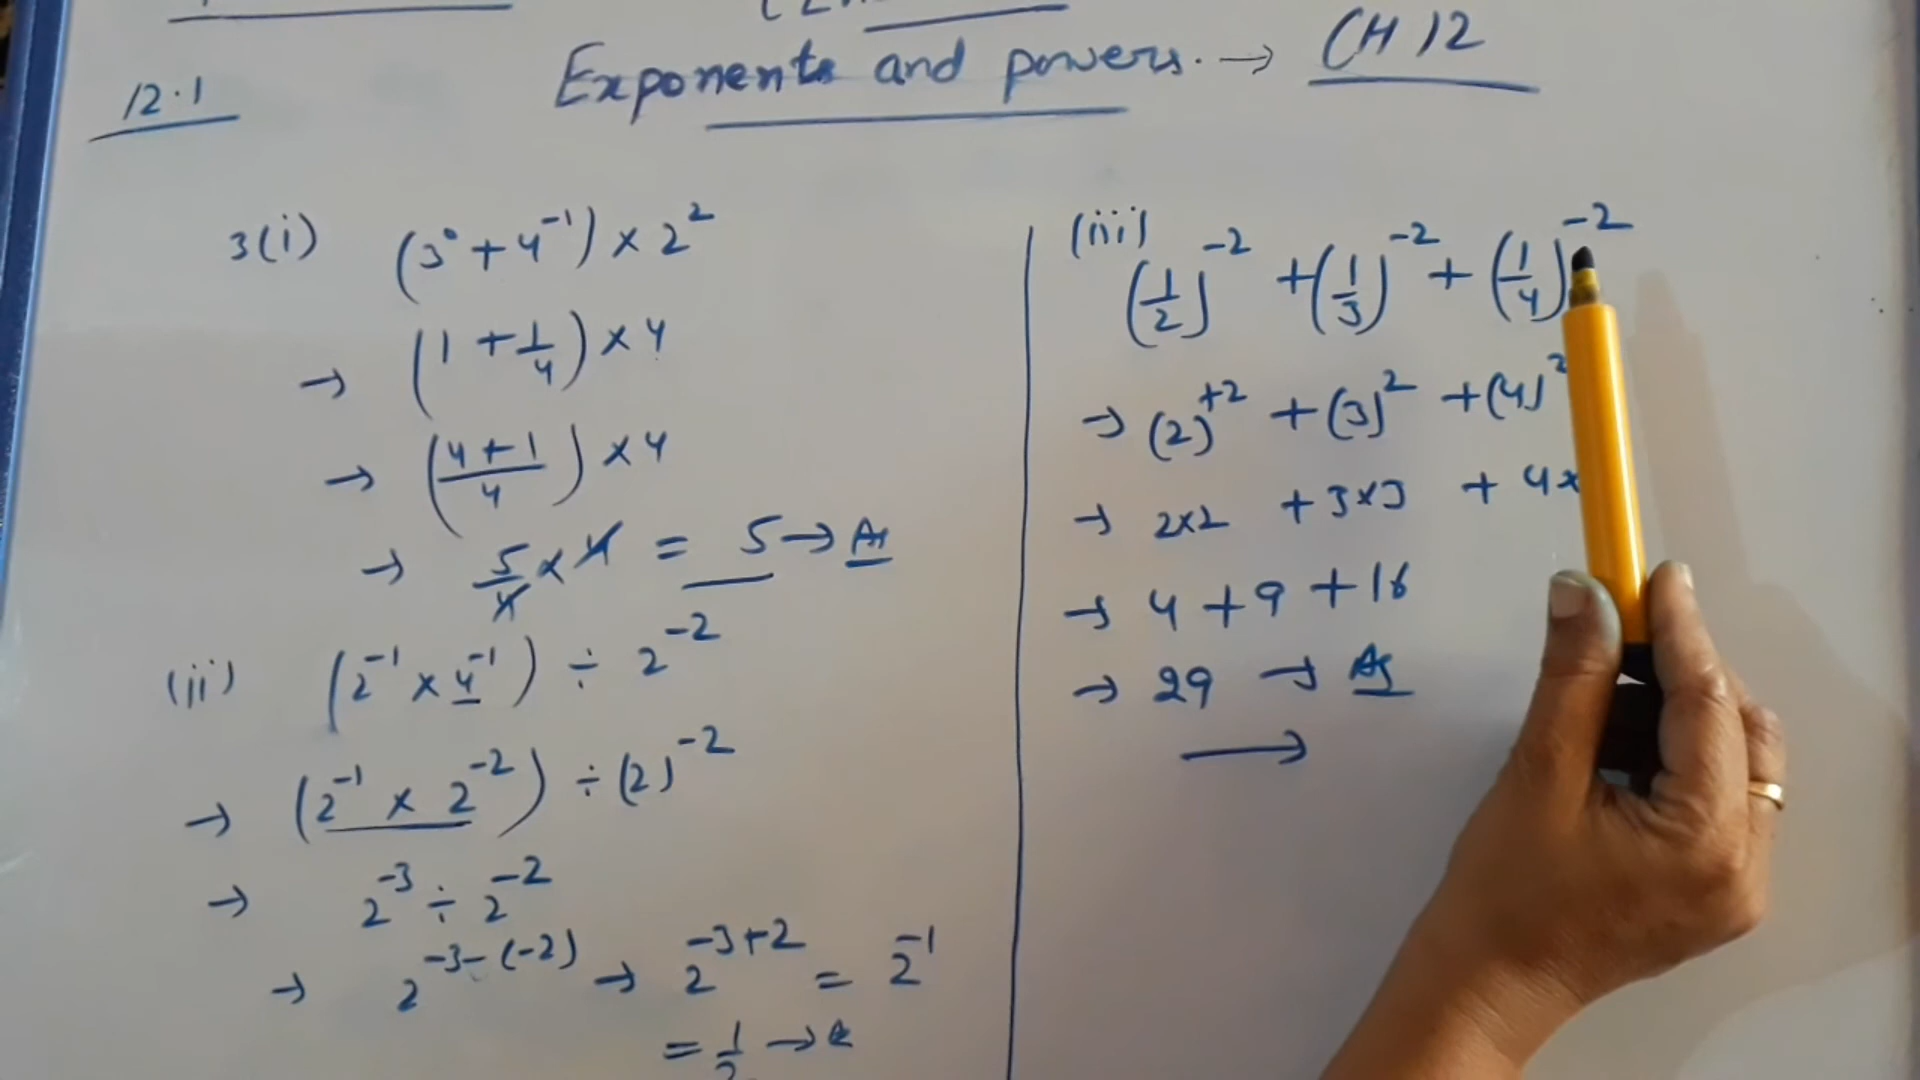 Exponents and powers. → CH 12
12.1
3(i) (3⁰ + 4⁻¹) × 2²
→ (1 + 1/4) × 4
→ (4+1/4) × 4
→ 5/4 × 4 = 5 → As
(ii) (2⁻¹ × 4⁻¹) ÷ 2⁻²
→ (2⁻¹ × 2⁻²) ÷ (2)⁻²
→ 2⁻³ ÷ 2⁻²
→ 2^-3-(-2) → 2^-3+2 = 2⁻¹
= 1/2 →
(iii)
(1/2)⁻² + (1/3)⁻² + (1/4)⁻²
→ (2)⁺² + (3)² + (4)²
→ 2×2 + 3×3 + 4×
→ 4 + 9 + 16
→ 29 → As
→